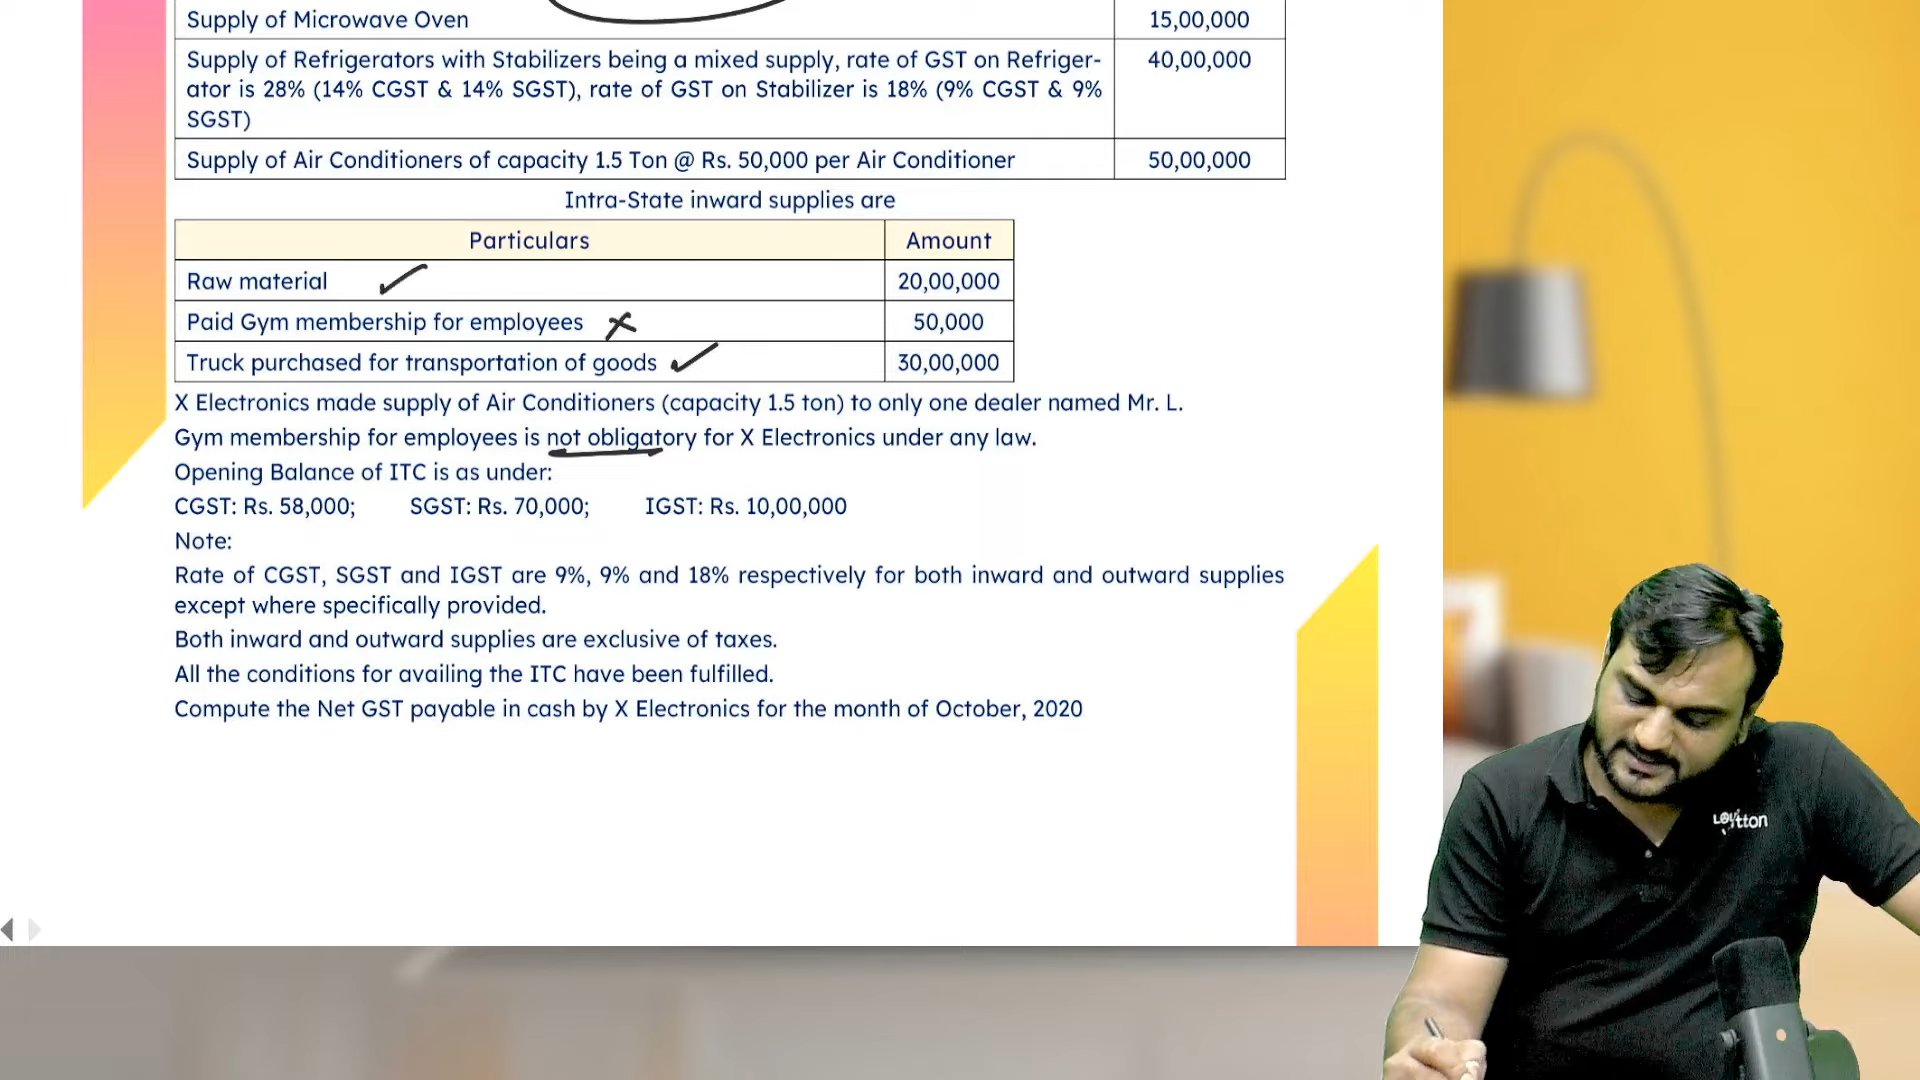 Supply of Microwave Oven 15,00,000
Supply of Refrigerators with Stabilizers being a mixed supply, rate of GST on Refriger- 40,00,000
ator is 28% (14% CGST & 14% SGST), rate of GST on Stabilizer is 18% (9% CGST & 9%
SGST)
Supply of Air Conditioners of capacity 1.5 Ton @ Rs. 50,000 per Air Conditioner 50,00,000
Intra-State inward supplies are
Particulars Amount
Raw material 20,00,000
Paid Gym membership for employees 50,000
Truck purchased for transportation of goods 30,00,000
X Electronics made supply of Air Conditioners (capacity 1.5 ton) to only one dealer named Mr. L.
Gym membership for employees is not obligatory for X Electronics under any law.
Opening Balance of ITC is as under:
CGST: Rs. 58,000; SGST: Rs. 70,000; IGST: Rs. 10,00,000
Note:
Rate of CGST, SGST and IGST are 9%, 9% and 18% respectively for both inward and outward supplies
except where specifically provided.
Both inward and outward supplies are exclusive of taxes.
All the conditions for availing the ITC have been fulfilled.
Compute the Net GST payable in cash by X Electronics for the month of October, 2020